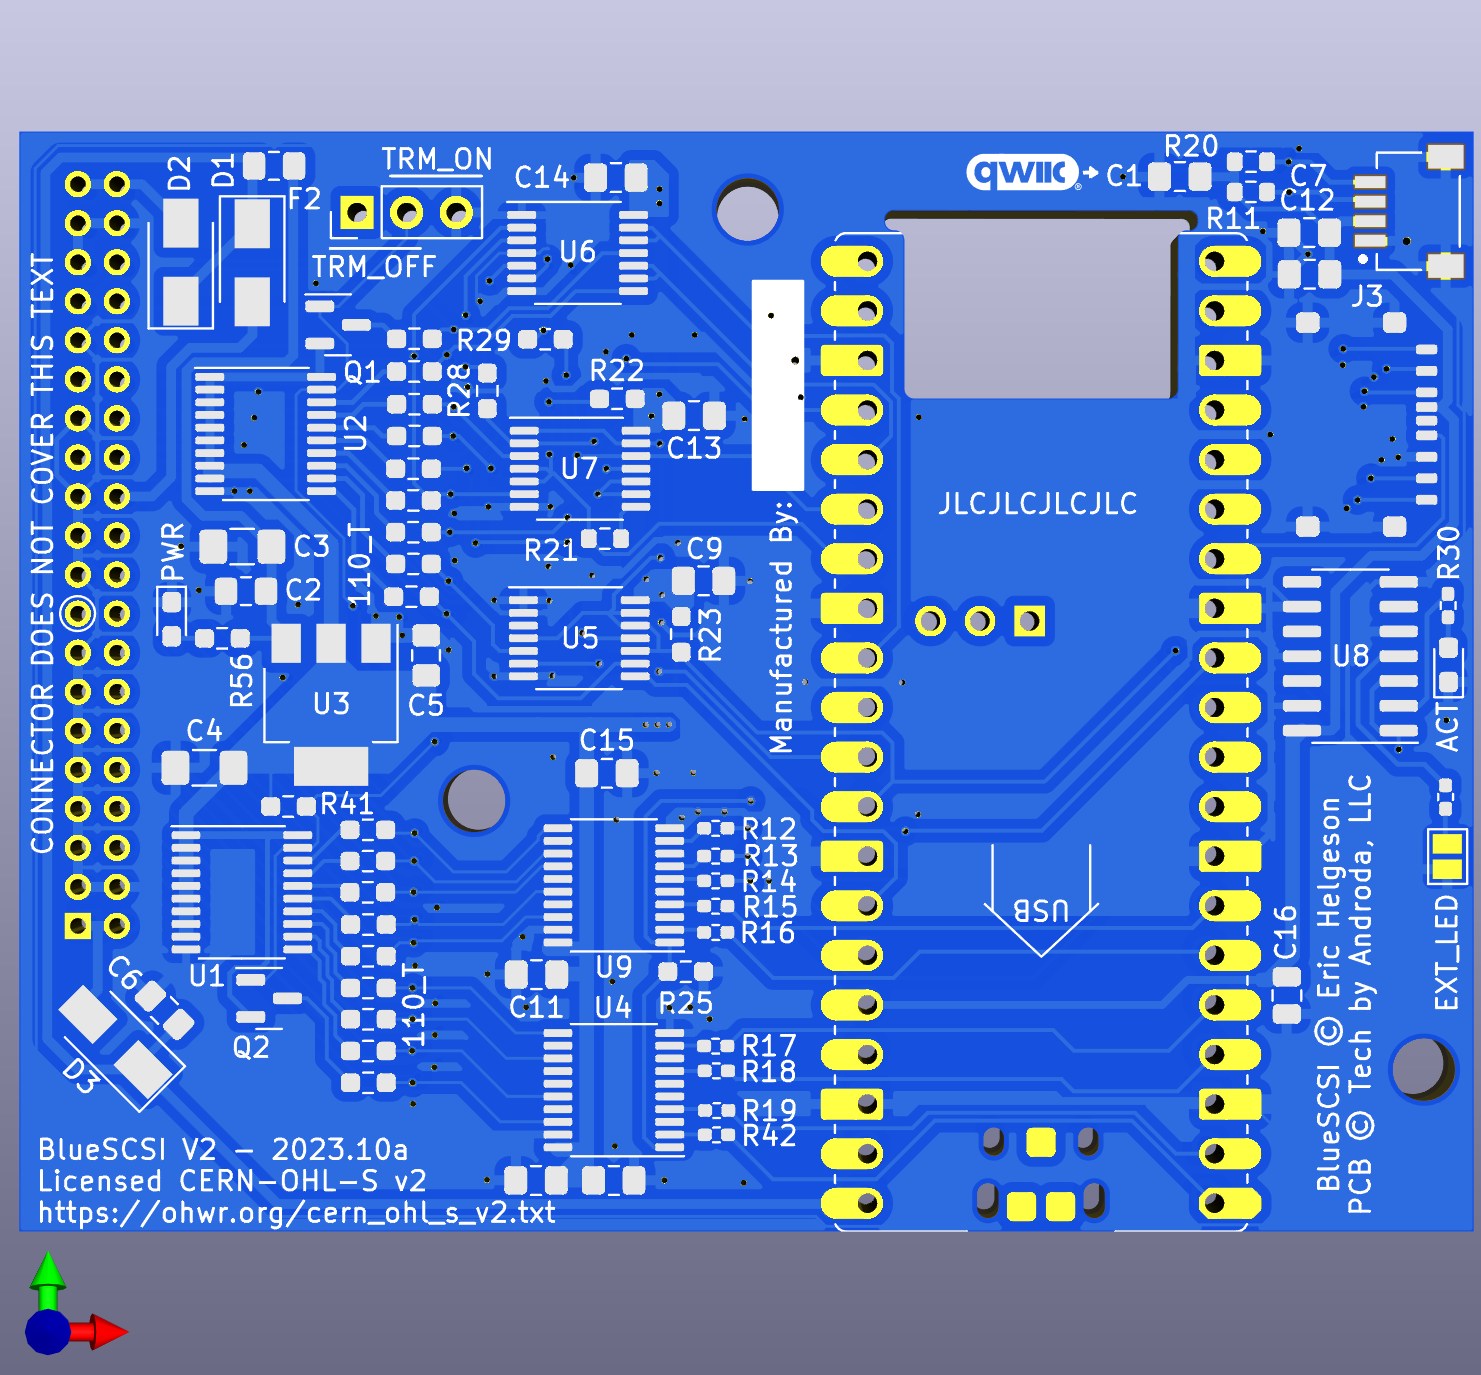 D2
D1
F2
TRM_ON
TRM_OFF
C14
U6
qwiic
C1
R20
R11
C7
C12
J3
CONNECTOR DOES NOT COVER THIS TEXT
Q1
U2
R29
R28
R22
C13
U7
R21
JLCJLCJLCJLC
Manufactured By:
PWR
C3
C2
110_T
C9
R23
U5
R56
U3
C5
C4
R30
U8
ACT
C15
R41
R12
R13
R14
R15
R16
U1
Q2
110_T
C6
D3
U9
U4
C11
R25
USB
C16
EXT_LED
R17
R18
R19
R42
BlueSCSI © Eric Helgeson
PCB © Tech by Androda, LLC
BlueSCSI V2 - 2023.10a
Licensed CERN-OHL-S v2
https://ohwr.org/cern_ohl_s_v2.txt